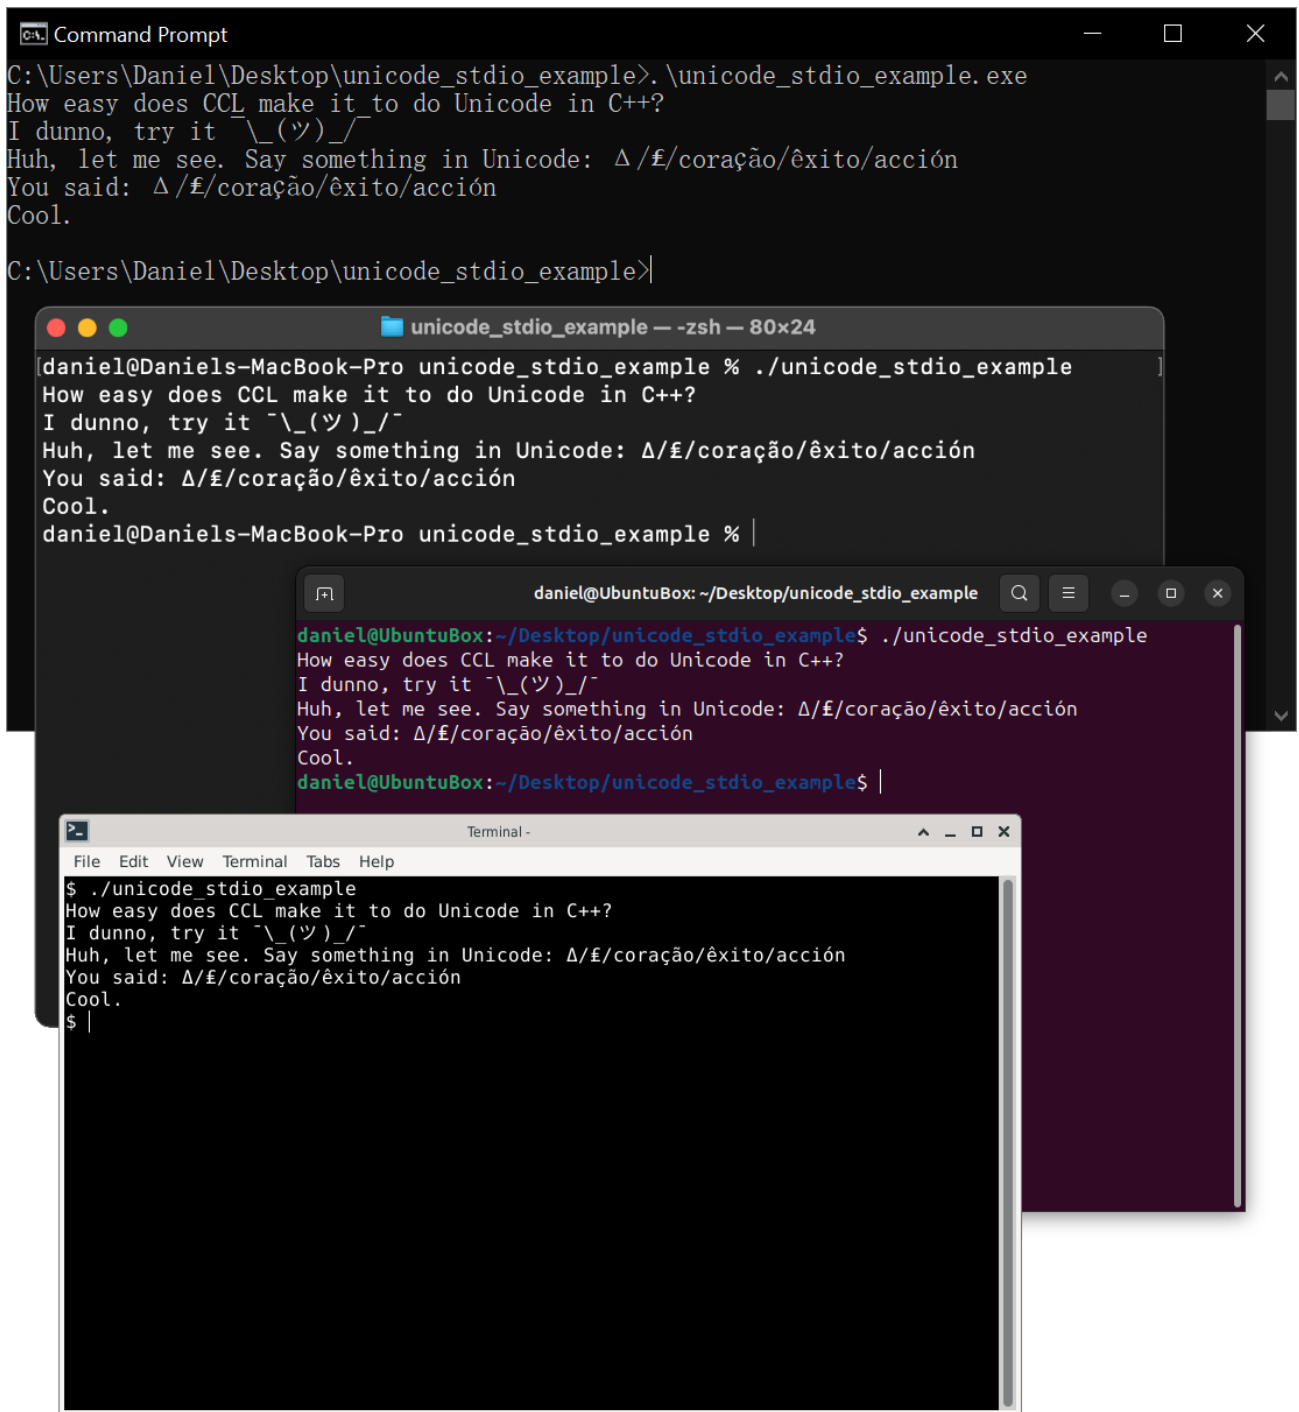 Command Prompt
C:\Users\Daniel\Desktop\unicode_stdio_example>.\unicode_stdio_example.exe
How easy does CCL make it to do Unicode in C++?
I dunno, try it ¯\_(ツ)_/¯
Huh, let me see. Say something in Unicode: Δ/₤/coração/êxito/acción
You said: Δ/₤/coração/êxito/acción
Cool.
C:\Users\Daniel\Desktop\unicode_stdio_example>
unicode_stdio_example — -zsh — 80×24
[daniel@Daniels-MacBook-Pro unicode_stdio_example % ./unicode_stdio_example ]
How easy does CCL make it to do Unicode in C++?
I dunno, try it ¯\_(ツ)_/¯
Huh, let me see. Say something in Unicode: Δ/₤/coração/êxito/acción
You said: Δ/₤/coração/êxito/acción
Cool.
daniel@Daniels-MacBook-Pro unicode_stdio_example %
daniel@UbuntuBox: ~/Desktop/unicode_stdio_example
daniel@UbuntuBox:~/Desktop/unicode_stdio_example$ ./unicode_stdio_example
How easy does CCL make it to do Unicode in C++?
I dunno, try it ¯\_(ツ)_/¯
Huh, let me see. Say something in Unicode: Δ/₤/coração/êxito/acción
You said: Δ/₤/coração/êxito/acción
Cool.
daniel@UbuntuBox:~/Desktop/unicode_stdio_example$
Terminal -
File Edit View Terminal Tabs Help
$ ./unicode_stdio_example
How easy does CCL make it to do Unicode in C++?
I dunno, try it ¯\_(ツ)_/¯
Huh, let me see. Say something in Unicode: Δ/₤/coração/êxito/acción
You said: Δ/₤/coração/êxito/acción
Cool.
$